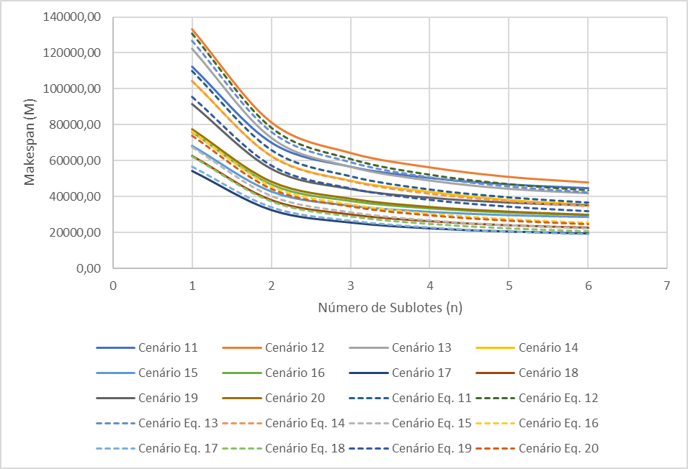 140000,00
120000,00
100000,00
80000,00
60000,00
40000,00
20000,00
0,00
Makespan (M)
0 1 2 3 4 5 6 7
Número de Sublotes (n)
Cenário 11 Cenário 12 Cenário 13 Cenário 14
Cenário 15 Cenário 16 Cenário 17 Cenário 18
Cenário 19 Cenário 20 Cenário Eq. 11 Cenário Eq. 12
Cenário Eq. 13 Cenário Eq. 14 Cenário Eq. 15 Cenário Eq. 16
Cenário Eq. 17 Cenário Eq. 18 Cenário Eq. 19 Cenário Eq. 20